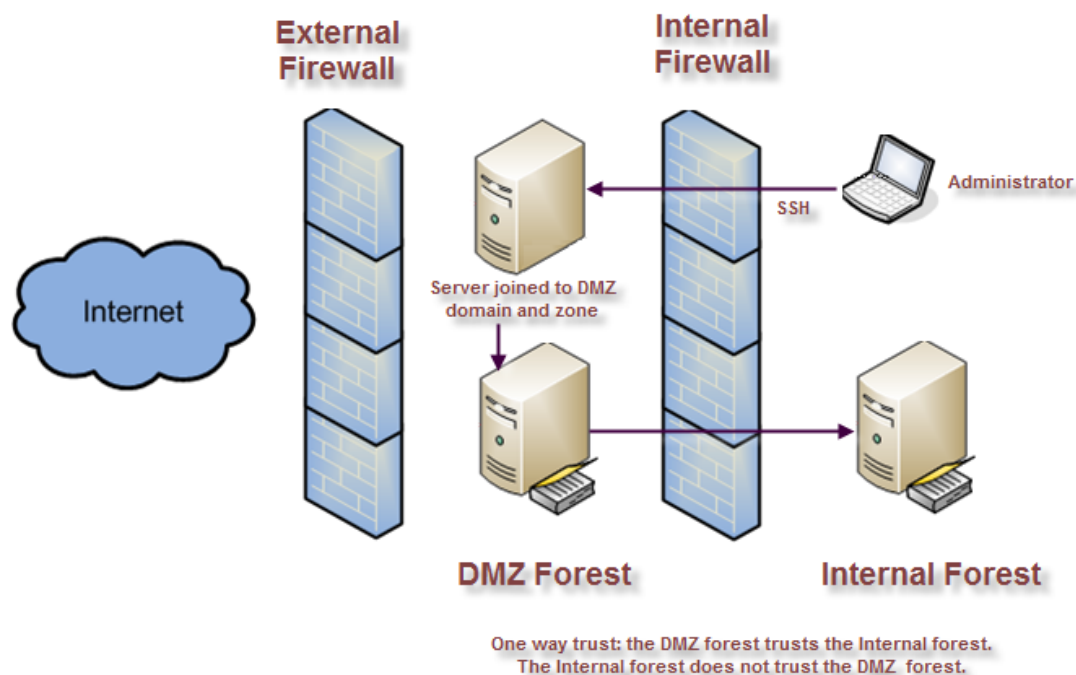 External
Firewall
Internal
Firewall
Administrator
SSH
Server joined to DMZ
domain and zone
Internet
DMZ Forest
Internal Forest
One way trust: the DMZ forest trusts the Internal forest.
The Internal forest does not trust the DMZ forest.